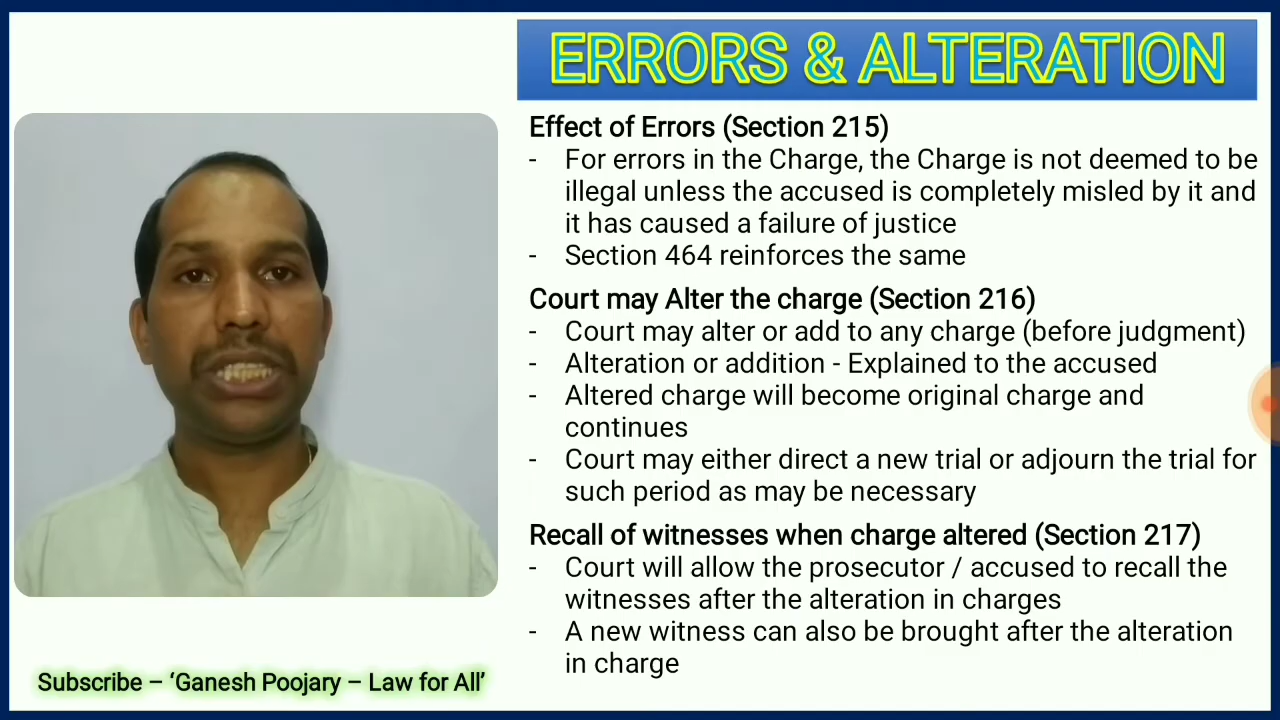 ERRORS & ALTERATION
Effect of Errors (Section 215)
- For errors in the Charge, the Charge is not deemed to be
illegal unless the accused is completely misled by it and
it has caused a failure of justice
- Section 464 reinforces the same
Court may Alter the charge (Section 216)
- Court may alter or add to any charge (before judgment)
- Alteration or addition - Explained to the accused
- Altered charge will become original charge and
continues
- Court may either direct a new trial or adjourn the trial for
such period as may be necessary
Recall of witnesses when charge altered (Section 217)
- Court will allow the prosecutor / accused to recall the
witnesses after the alteration in charges
- A new witness can also be brought after the alteration
in charge
Subscribe – ‘Ganesh Poojary – Law for All’